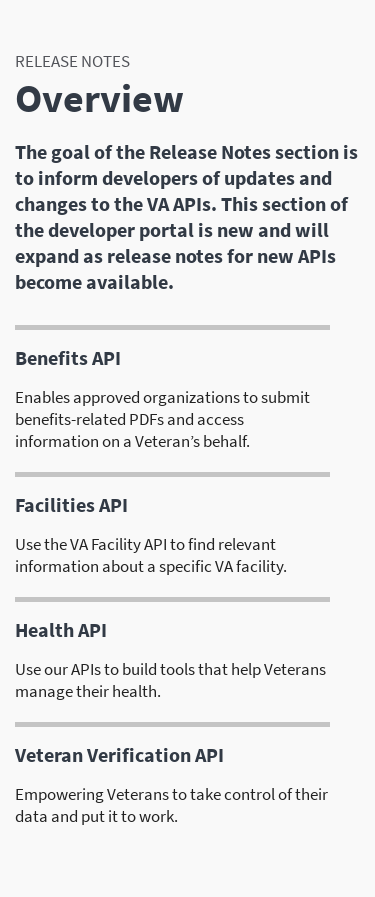 RELEASE NOTES
Overview
The goal of the Release Notes section is
to inform developers of updates and
changes to the VA APIs. This section of
the developer portal is new and will
expand as release notes for new APIs
become available.
Benefits API
Enables approved organizations to submit
benefits-related PDFs and access
information on a Veteran’s behalf.
Facilities API
Use the VA Facility API to find relevant
information about a specific VA facility.
Health API
Use our APIs to build tools that help Veterans
manage their health.
Veteran Verification API
Empowering Veterans to take control of their
data and put it to work.